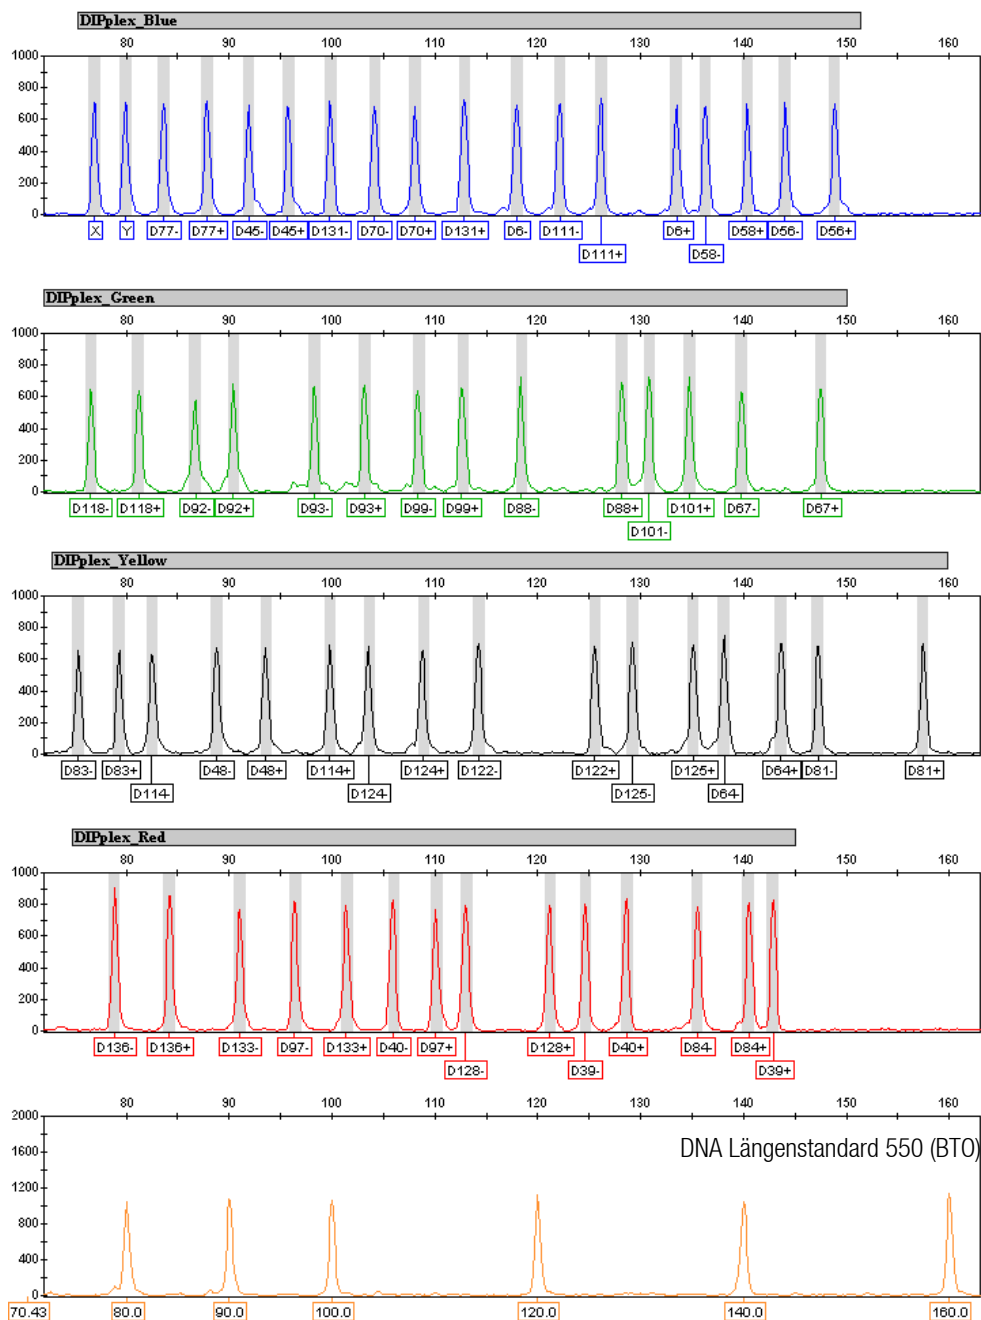 DIPplex_Blue
80 90 100 110 120 130 140 150 160
1000
800
600
400
200
0
X Y D77- D77+ D45- D45+ D131- D70- D70+ D131+ D6- D111- D6+ D58+ D56- D56+
D111+ D58-
DIPplex_Green
80 90 100 110 120 130 140 150 160
1000
800
600
400
200
0
D118- D118+ D92- D92+ D93- D93+ D99- D99+ D88- D88+ D101+ D67- D67+
D101-
DIPplex_Yellow
80 90 100 110 120 130 140 150 160
1000
800
600
400
200
0
D83- D83+ D48- D48+ D114+ D124+ D122- D122+ D125+ D64+ D81- D81+
D114- D124- D125- D64-
DIPplex_Red
80 90 100 110 120 130 140 150 160
1000
800
600
400
200
0
D136- D136+ D133- D97- D133+ D40- D97+ D128+ D40+ D84- D84+
D128- D39- D39+
80 90 100 110 120 130 140 150 160
2000
DNA Längenstandard 550 (BTO)
1600
1200
800
400
0
70.43 80.0 90.0 100.0 120.0 140.0 160.0